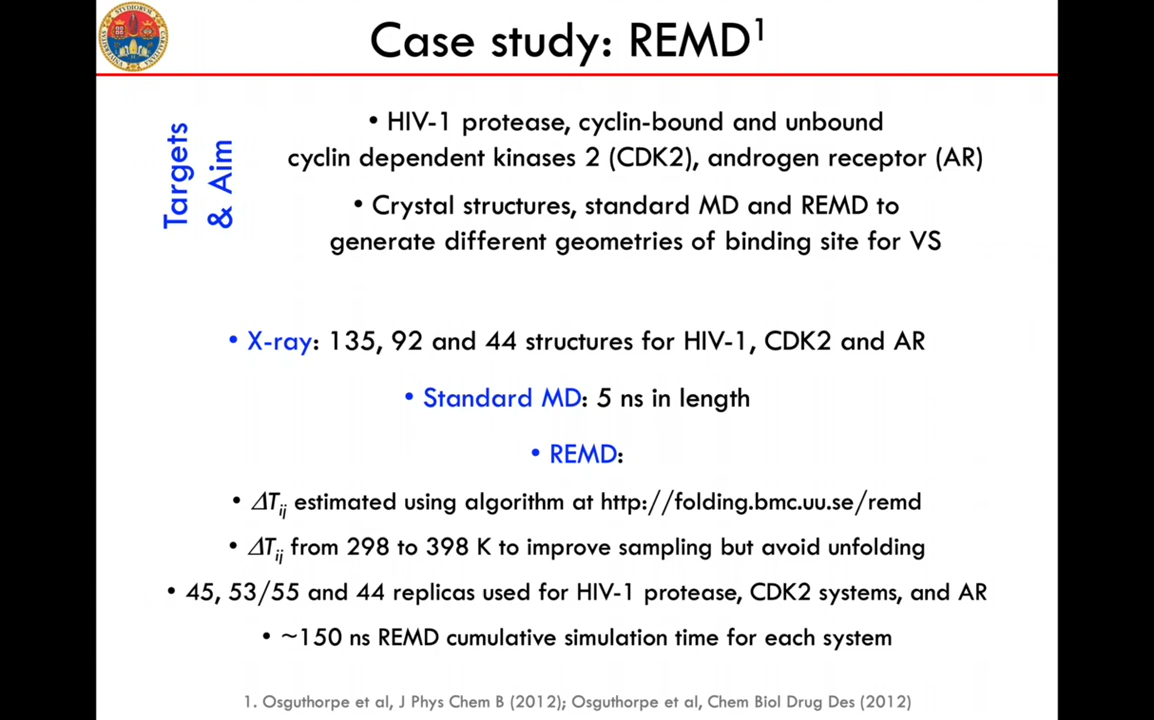 Case study: REMD¹
Targets
& Aim
• HIV-1 protease, cyclin-bound and unbound
cyclin dependent kinases 2 (CDK2), androgen receptor (AR)
• Crystal structures, standard MD and REMD to
generate different geometries of binding site for VS
• X-ray: 135, 92 and 44 structures for HIV-1, CDK2 and AR
• Standard MD: 5 ns in length
• REMD:
• ΔTij estimated using algorithm at http://folding.bmc.uu.se/remd
• ΔTij from 298 to 398 K to improve sampling but avoid unfolding
• 45, 53/55 and 44 replicas used for HIV-1 protease, CDK2 systems, and AR
• ~150 ns REMD cumulative simulation time for each system
1. Osguthorpe et al, J Phys Chem B (2012); Osguthorpe et al, Chem Biol Drug Des (2012)